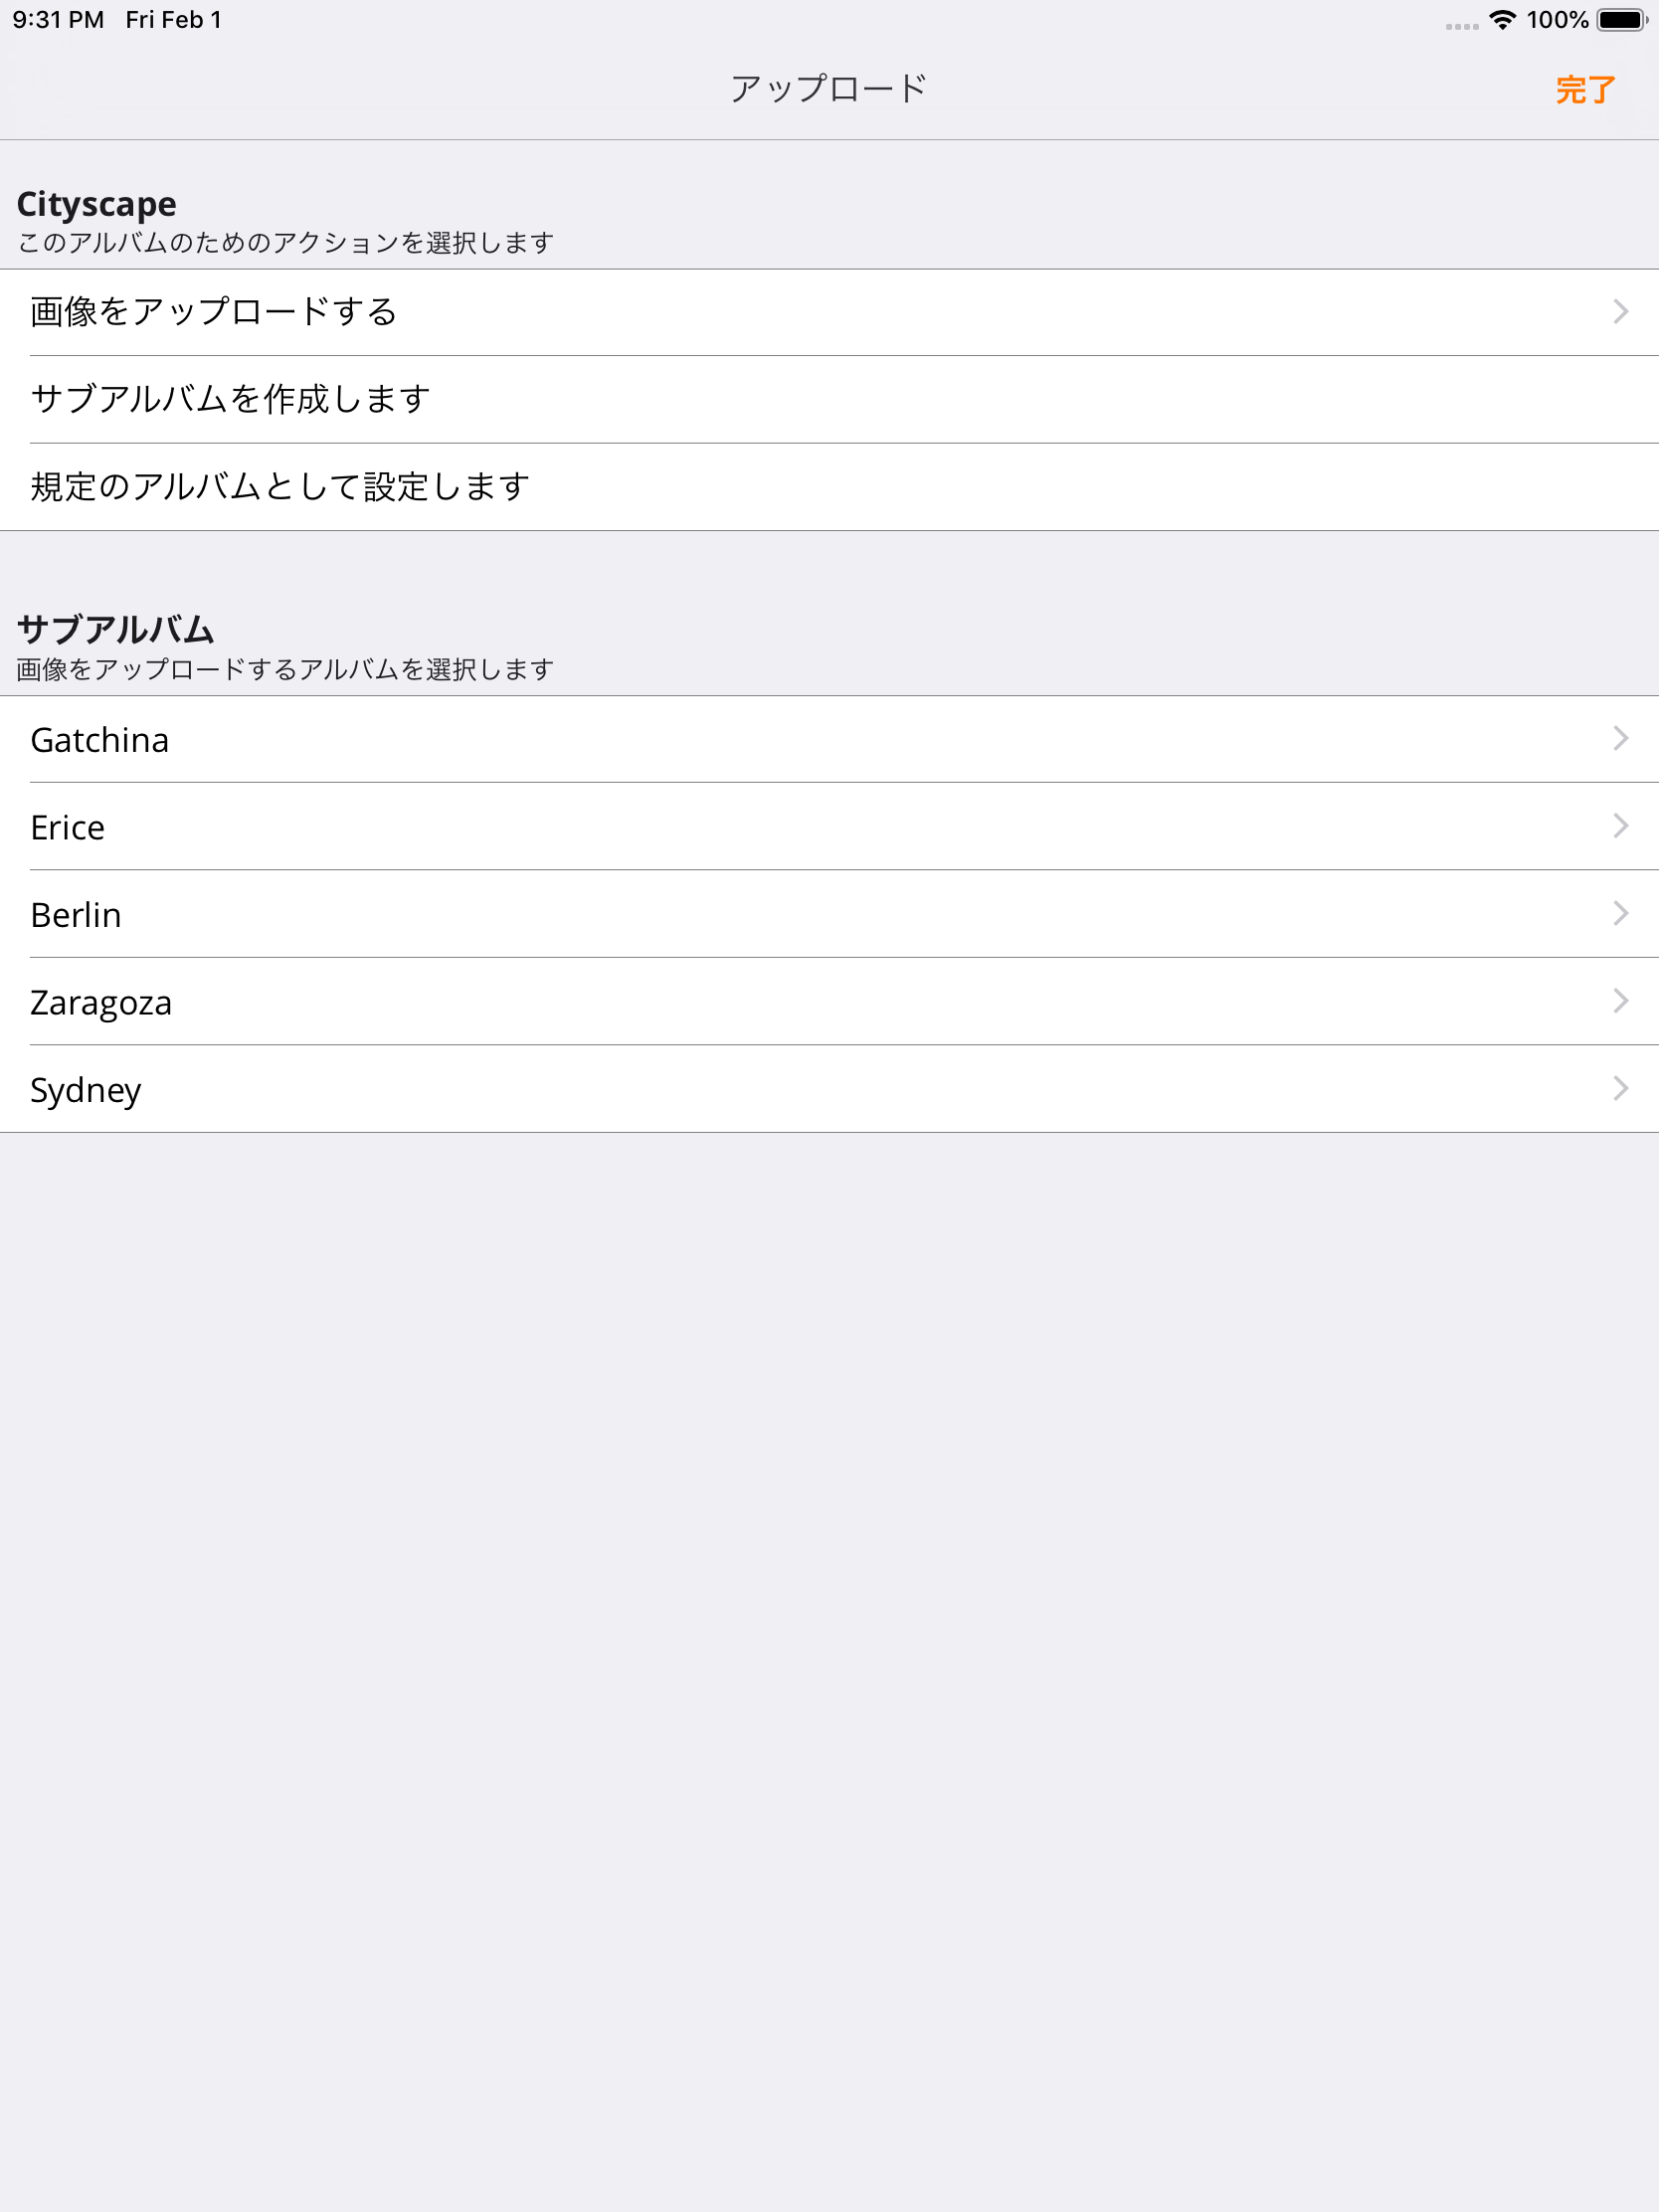 9:31 PM Fri Feb 1 100%
アップロード 完了
Cityscape
このアルバムのためのアクションを選択します
画像をアップロードする
サブアルバムを作成します
規定のアルバムとして設定します
サブアルバム
画像をアップロードするアルバムを選択します
Gatchina
Erice
Berlin
Zaragoza
Sydney